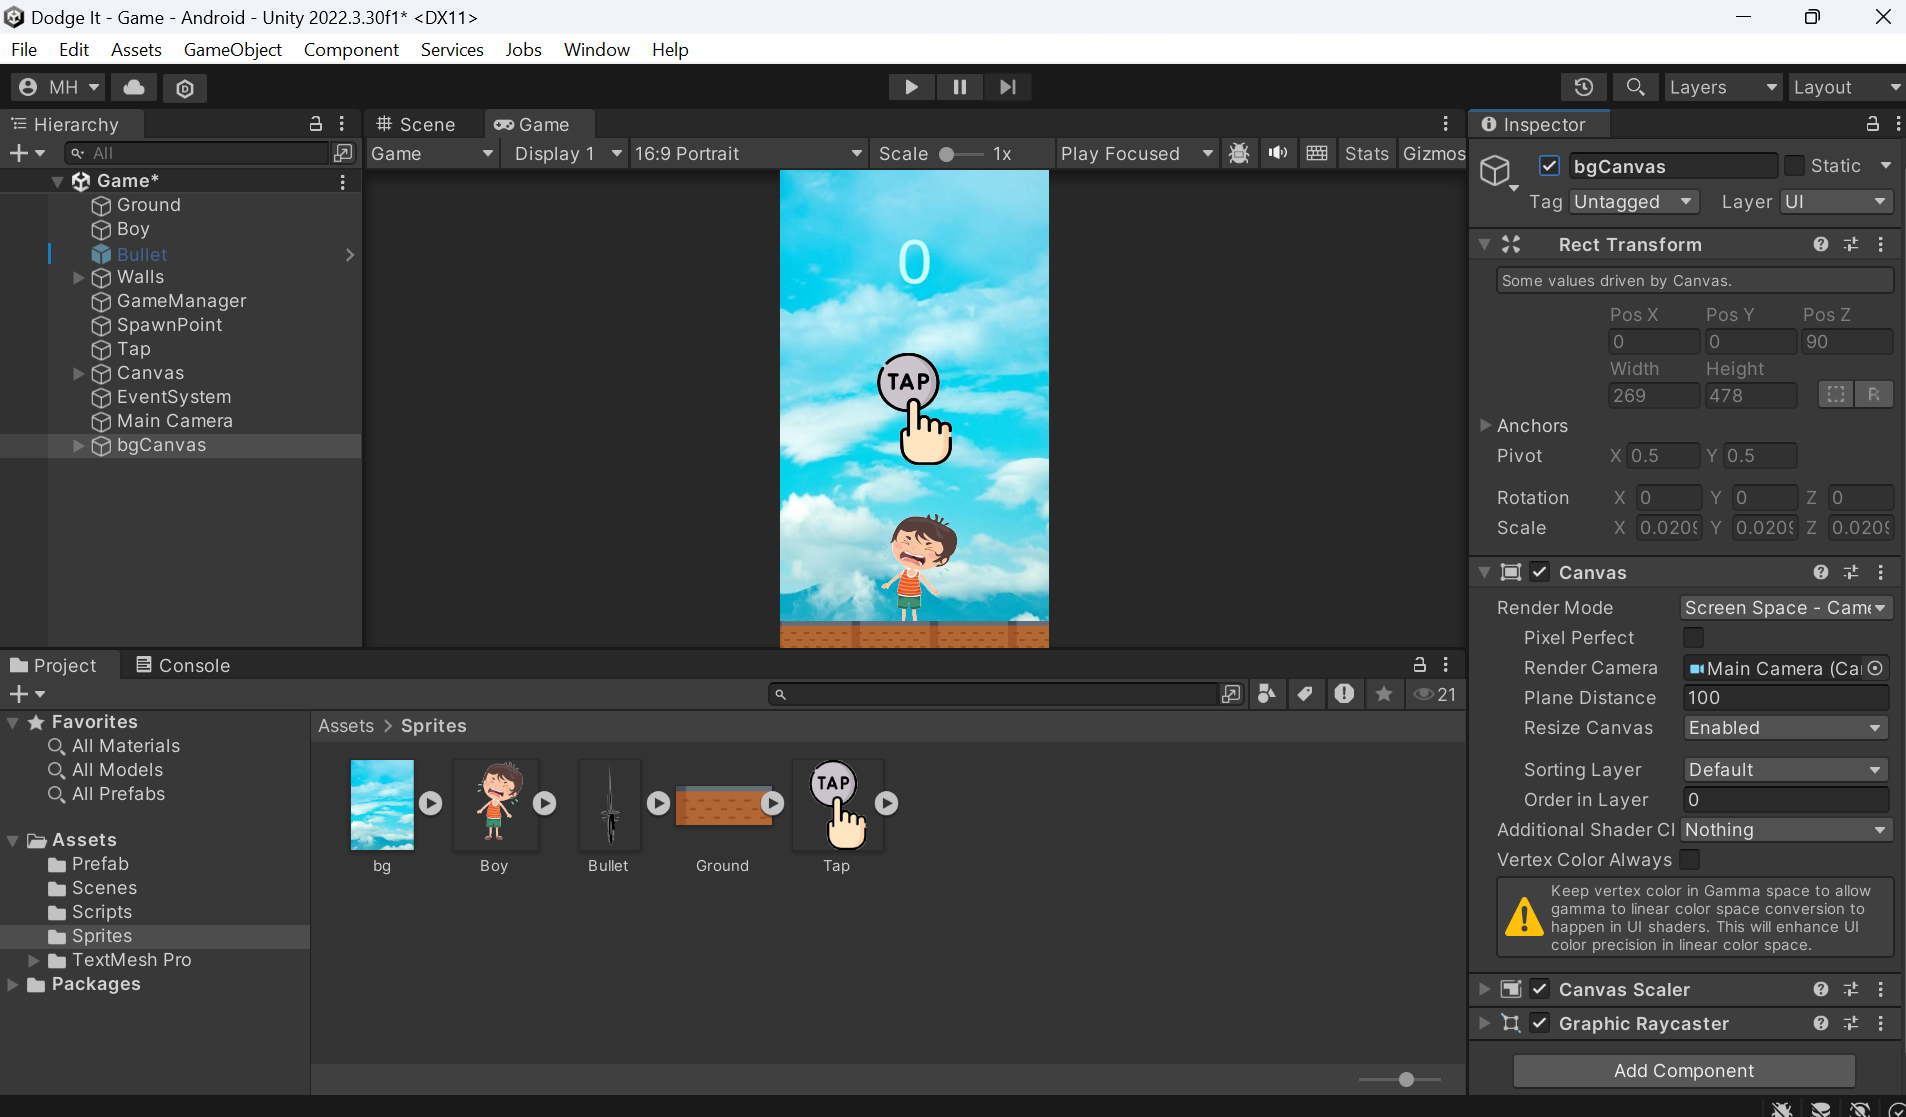 Dodge It - Game - Android - Unity 2022.3.30f1* <DX11>
File Edit Assets GameObject Component Services Jobs Window Help
MH Layers Layout
Hierarchy
All
Game*
Ground
Boy
Bullet
Walls
GameManager
SpawnPoint
Tap
Canvas
EventSystem
Main Camera
bgCanvas
Scene Game
Game Display 1 16:9 Portrait Scale 1x Play Focused Stats Gizmos
0
TAP
Inspector
bgCanvas Static
Tag Untagged Layer UI
Rect Transform
Some values driven by Canvas.
Pos X Pos Y Pos Z
0 0 90
Width Height
269 478 R
Anchors
Pivot X 0.5 Y 0.5
Rotation X 0 Y 0 Z 0
Scale X 0.0209 Y 0.0209 Z 0.0209
Canvas
Render Mode Screen Space - Came
Pixel Perfect
Render Camera Main Camera (Ca
Plane Distance 100
Resize Canvas Enabled
Sorting Layer Default
Order in Layer 0
Additional Shader Cl Nothing
Vertex Color Always
Keep vertex color in Gamma space to allow
gamma to linear color space conversion to
happen in UI shaders. This will enhance UI
color precision in linear color space.
Canvas Scaler
Graphic Raycaster
Add Component
Project Console
21
Favorites
All Materials
All Models
All Prefabs
Assets
Prefab
Scenes
Scripts
Sprites
TextMesh Pro
Packages
Assets > Sprites
TAP
bg Boy Bullet Ground Tap